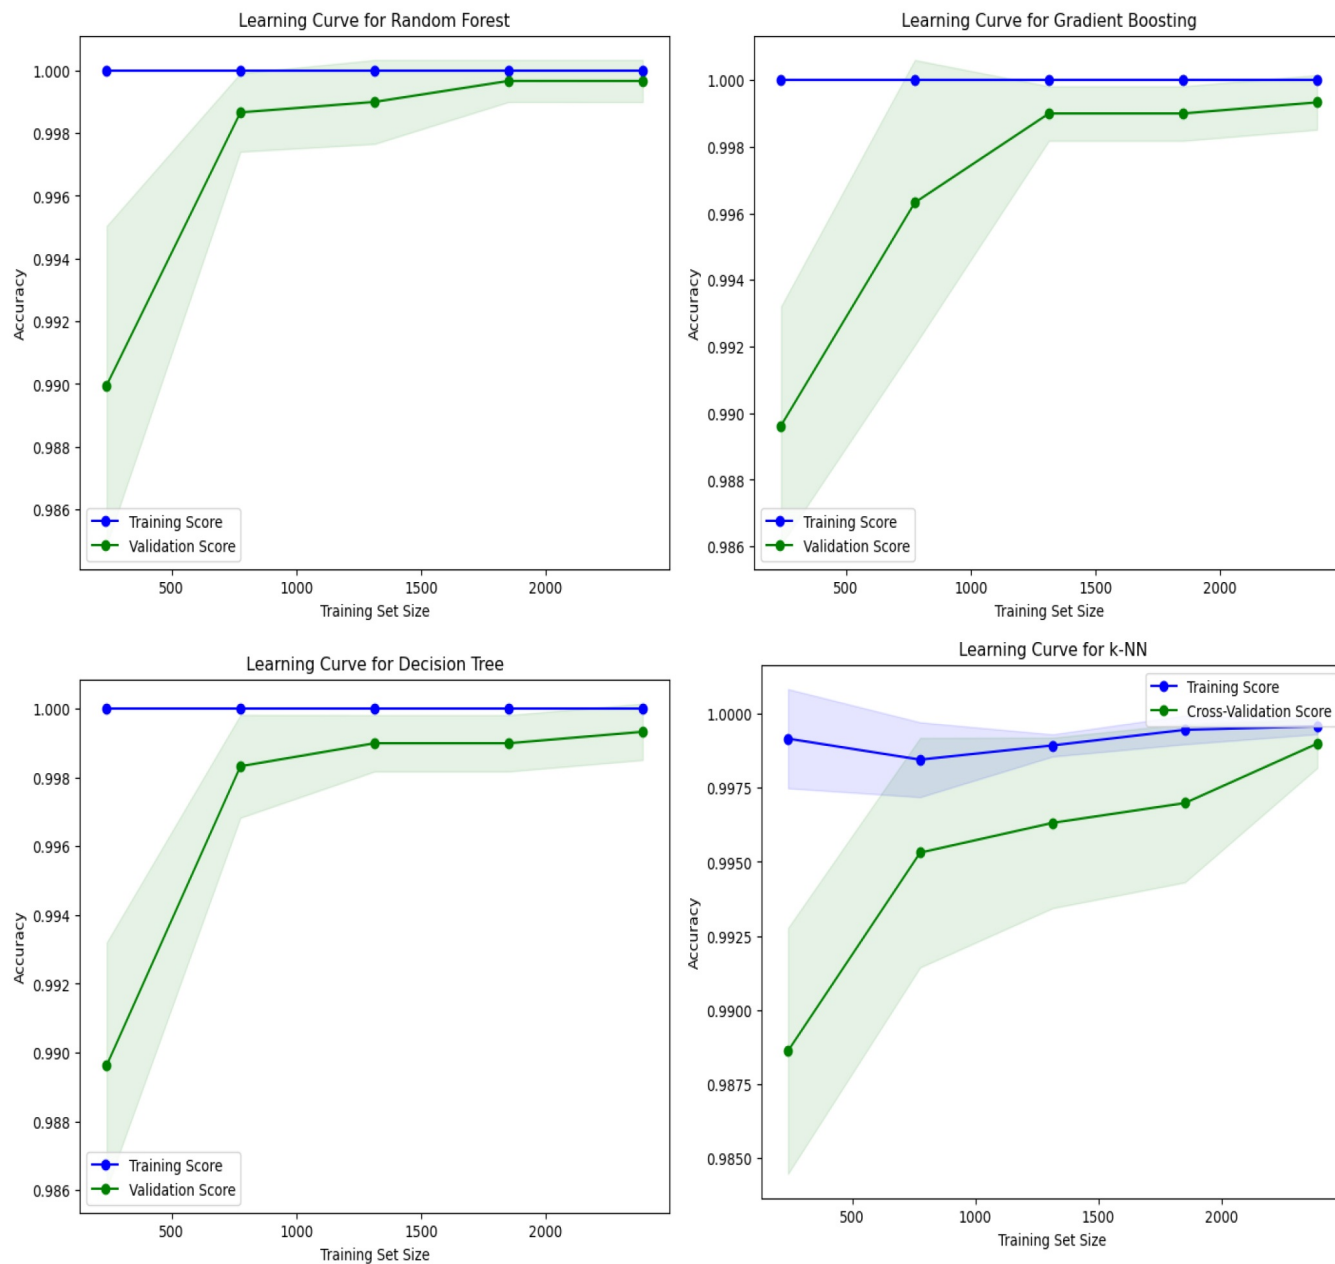 Learning Curve for Random Forest
Accuracy
1.000
0.998
0.996
0.994
0.992
0.990
0.988
0.986
Training Score
Validation Score
500
1000
1500
2000
Training Set Size
Learning Curve for Gradient Boosting
Accuracy
1.000
0.998
0.996
0.994
0.992
0.990
0.988
0.986
Training Score
Validation Score
500
1000
1500
2000
Training Set Size
Learning Curve for Decision Tree
Accuracy
1.000
0.998
0.996
0.994
0.992
0.990
0.988
0.986
Training Score
Validation Score
500
1000
1500
2000
Training Set Size
Learning Curve for k-NN
Training Score
Cross-Validation Score
Accuracy
1.0000
0.9975
0.9950
0.9925
0.9900
0.9875
0.9850
500
1000
1500
2000
Training Set Size